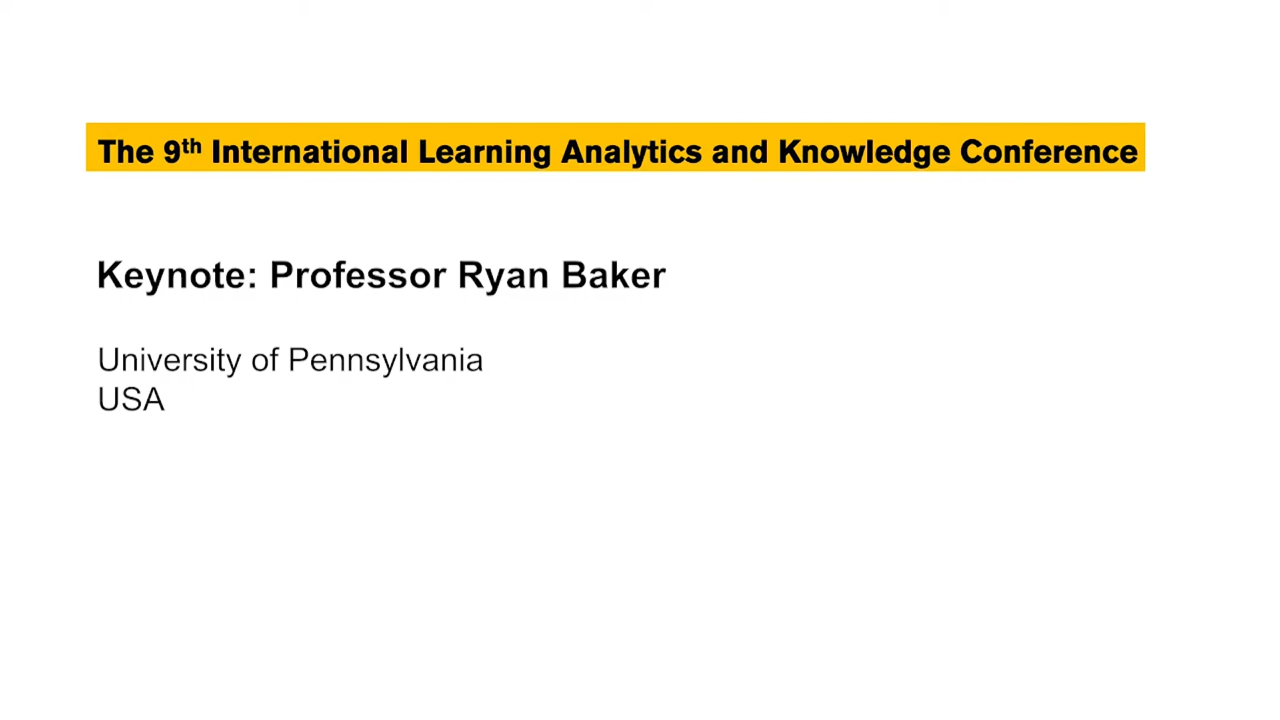 The 9th International Learning Analytics and Knowledge Conference
Keynote: Professor Ryan Baker
University of Pennsylvania
USA